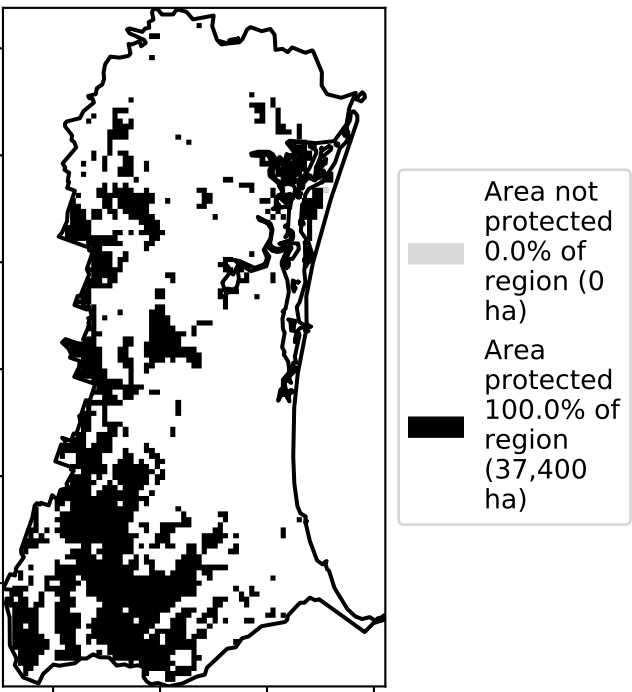 Area not
protected
0.0% of
region (0
ha)
Area
protected
100.0% of
region
(37,400
ha)